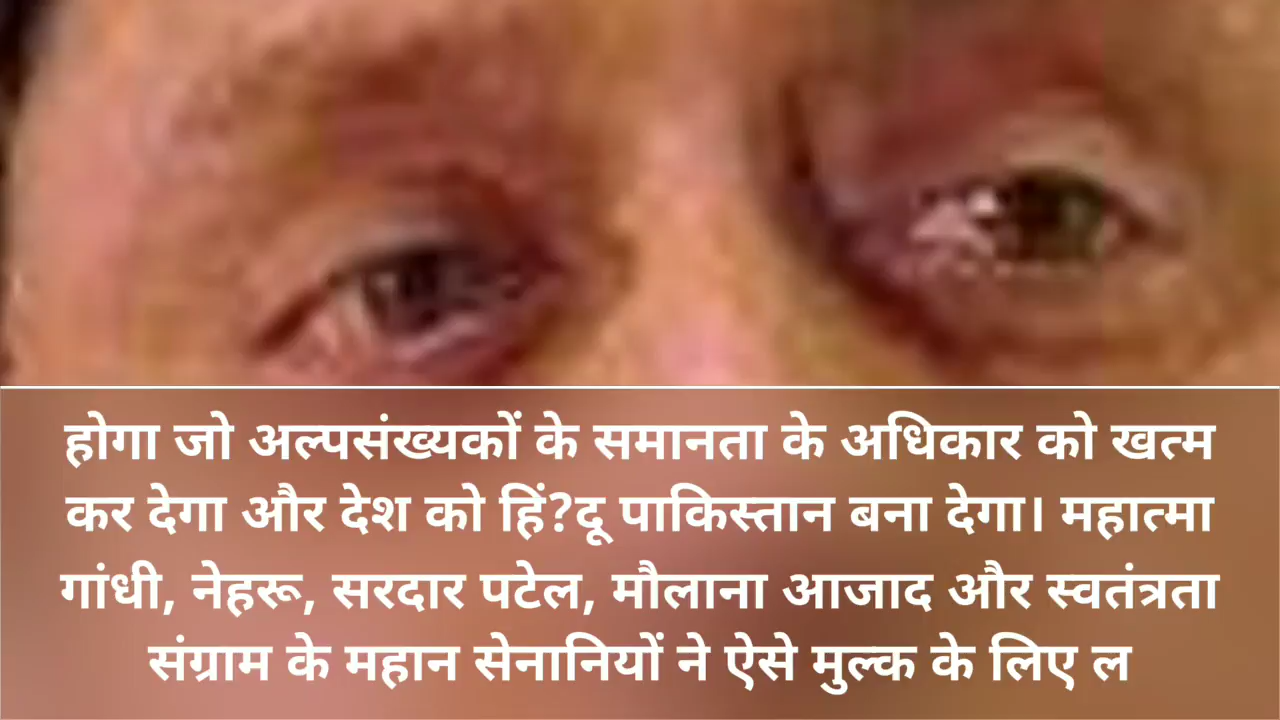 होगा जो अल्पसंख्यकों के समानता के अधिकार को खत्म
कर देगा और देश को हिं?दू पाकिस्तान बना देगा। महात्मा
गांधी, नेहरू, सरदार पटेल, मौलाना आजाद और स्वतंत्रता
संग्राम के महान सेनानियों ने ऐसे मुल्क के लिए ल